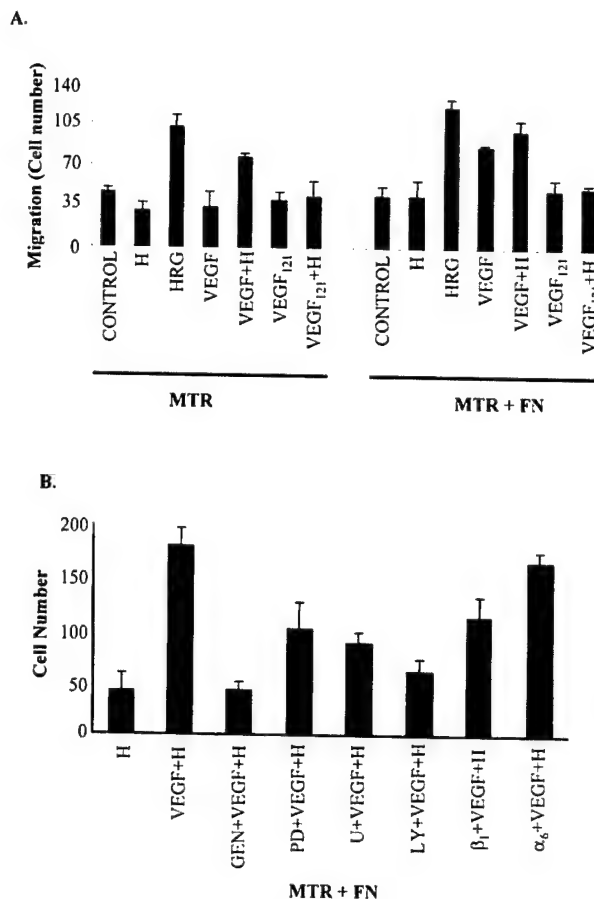 A.
Migration (Cell number)
140
105
70
35
0
CONTROL
H
HRG
VEGF
VEGF+H
VEGF121
VEGF121+H
CONTROL
H
HRG
VEGF
VEGF+H
VEGF121
MTR
MTR + FN
B.
Cell Number
200
150
100
50
0
H
VEGF+H
GEN+VEGF+H
PD+VEGF+H
U+VEGF+H
LY+VEGF+H
β1+VEGF+H
α6+VEGF+H
MTR + FN